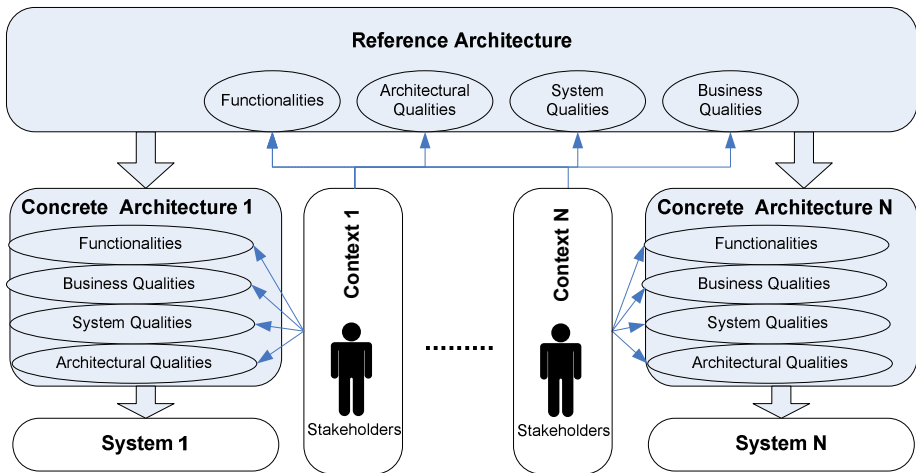 Reference Architecture
Functionalities
Architectural
Qualities
System
Qualities
Business
Qualities
Concrete Architecture 1
Functionalities
Business Qualities
System Qualities
Architectural Qualities
System 1
Context 1
Stakeholders
.........
Context N
Stakeholders
Concrete Architecture N
Functionalities
Business Qualities
System Qualities
Architectural Qualities
System N